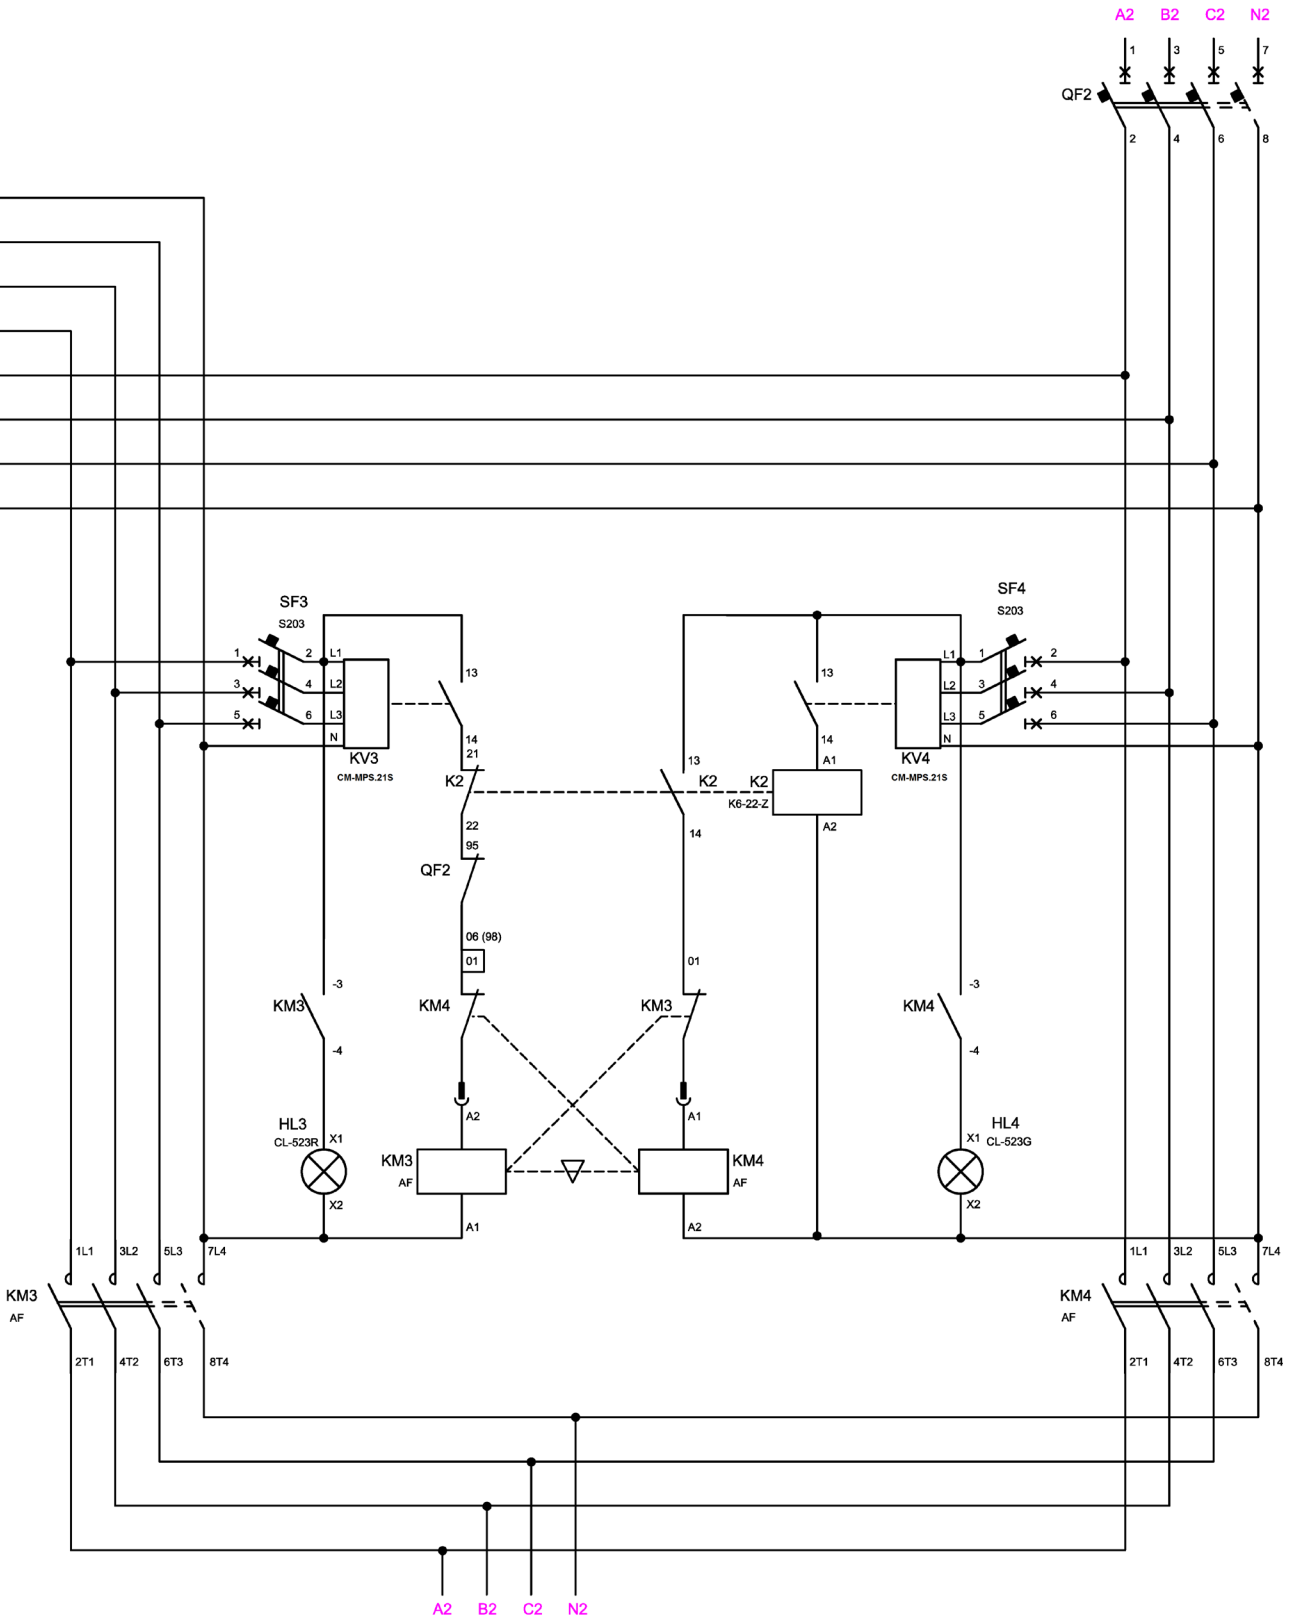 A2 B2 C2 N2
1 3 5 7
QF2
2 4 6 8
SF3
S203
SF4
S203
1 2 L1
3 4 L2
5 6 L3
N
KV3
CM-MPS.21S
13
14
13
14
L1 1 2
L2 3 4
L3 5 6
N
KV4
CM-MPS.21S
21
K2
22
13
K2
14
K2
K6-22-Z
A1
A2
95
QF2
06 (98)
01
01
-3
KM3
-4
KM4
KM3
-3
KM4
-4
A2
A1
HL3
CL-523R
X1
X2
KM3
AF
A1
KM4
AF
A2
HL4
CL-523G
X1
X2
1L1 3L2 5L3 7L4
KM3
AF
2T1 4T2 6T3 8T4
1L1 3L2 5L3 7L4
KM4
AF
2T1 4T2 6T3 8T4
A2 B2 C2 N2